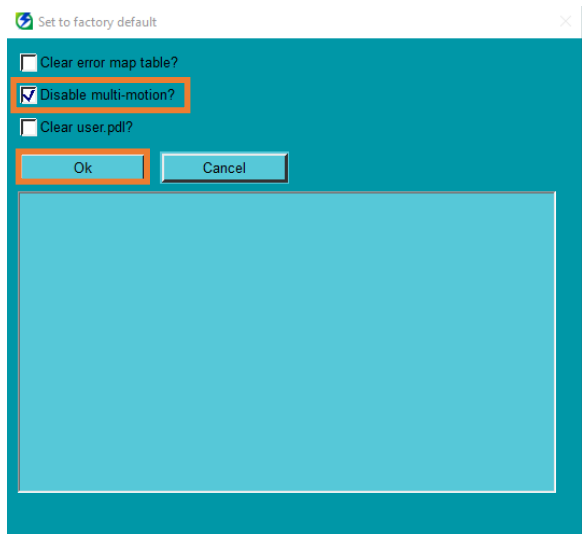 Set to factory default
Clear error map table?
Disable multi-motion?
Clear user.pdl?
Ok Cancel